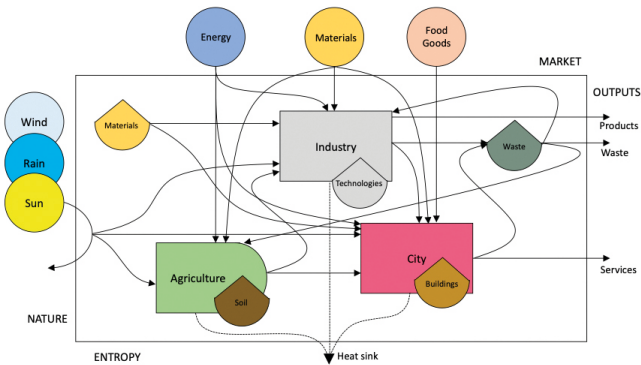 Energy
Materials
Food
Goods
MARKET
OUTPUTS
Wind
Materials
Products
Industry
Waste
Waste
Rain
Technologies
Sun
City
Agriculture
Services
Buildings
Soil
NATURE
ENTROPY
Heat sink